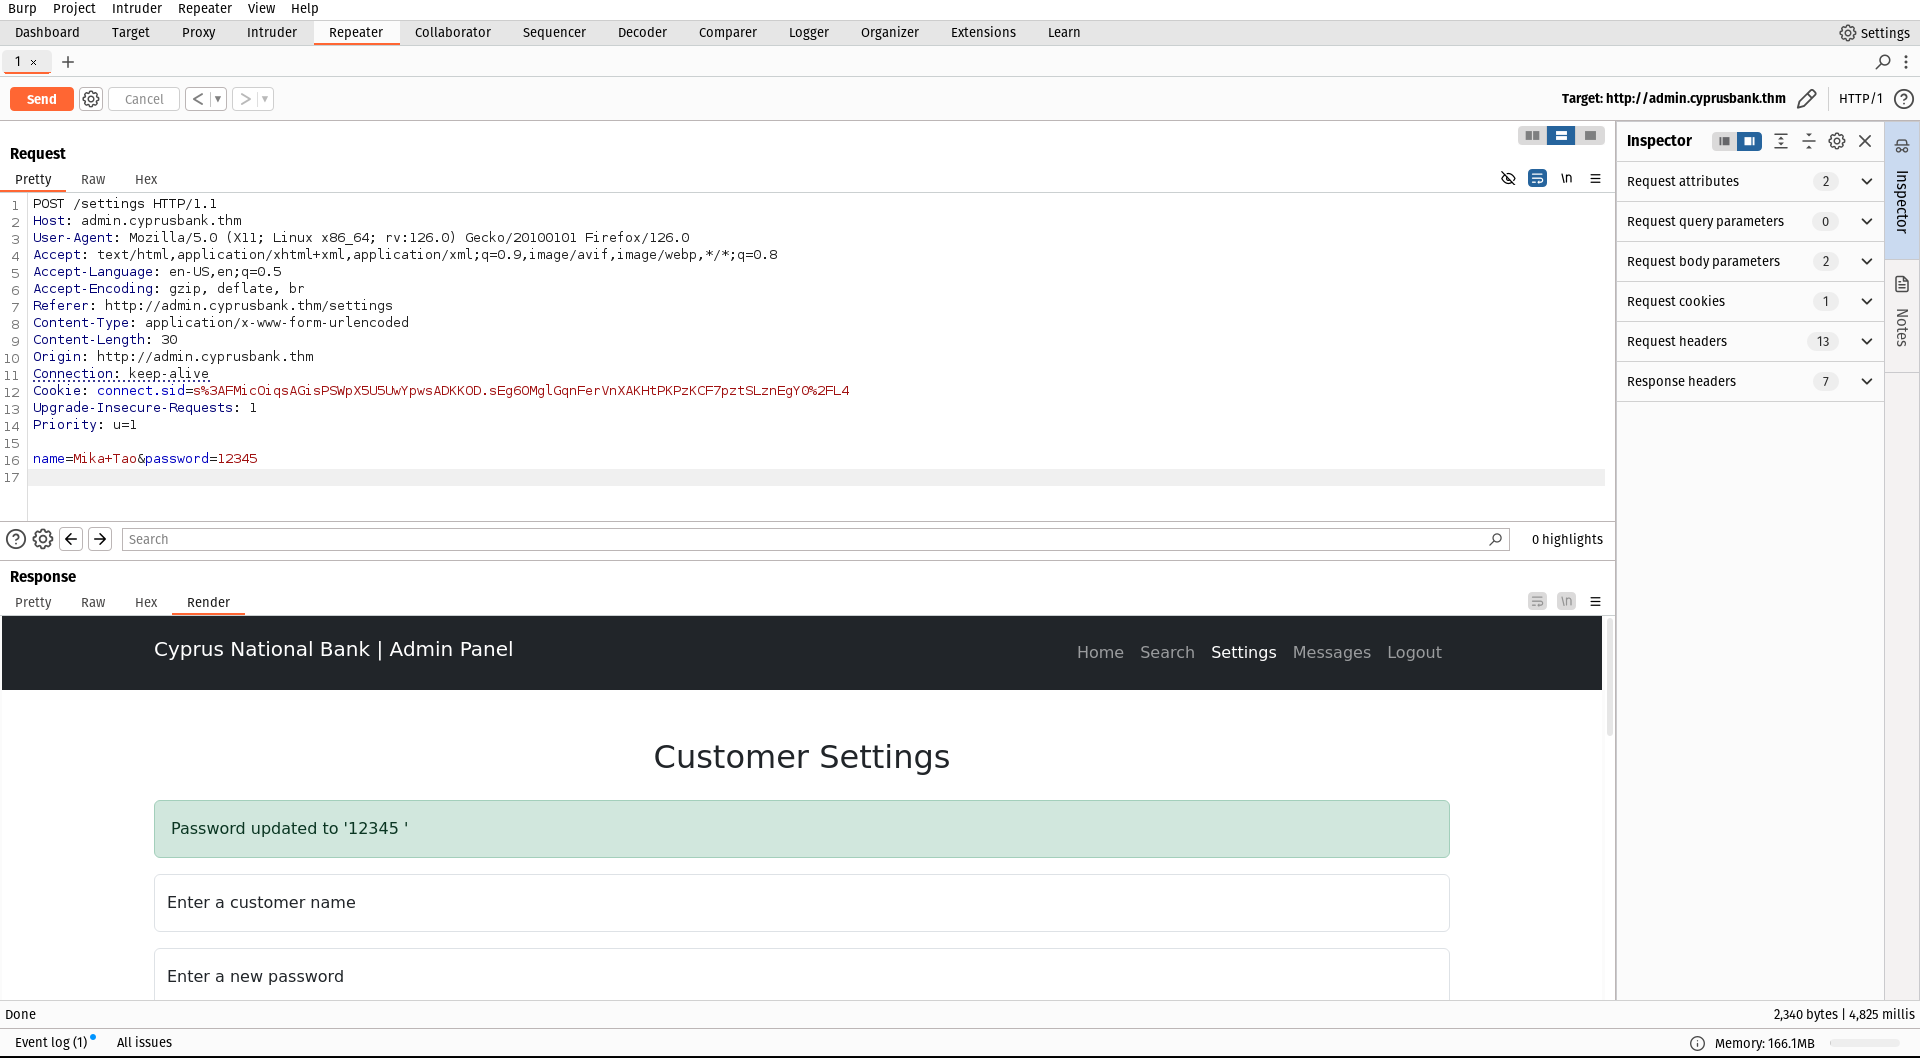 Burp Project Intruder Repeater View Help
Dashboard Target Proxy Intruder Repeater Collaborator Sequencer Decoder Comparer Logger Organizer Extensions Learn Settings
1 × +
Send Cancel < > Target: http://admin.cyprusbank.thm HTTP/1 ?
Request
Pretty Raw Hex \n
1 POST /settings HTTP/1.1
2 Host: admin.cyprusbank.thm
3 User-Agent: Mozilla/5.0 (X11; Linux x86_64; rv:126.0) Gecko/20100101 Firefox/126.0
4 Accept: text/html,application/xhtml+xml,application/xml;q=0.9,image/avif,image/webp,*/*;q=0.8
5 Accept-Language: en-US,en;q=0.5
6 Accept-Encoding: gzip, deflate, br
7 Referer: http://admin.cyprusbank.thm/settings
8 Content-Type: application/x-www-form-urlencoded
9 Content-Length: 30
10 Origin: http://admin.cyprusbank.thm
11 Connection: keep-alive
12 Cookie: connect.sid=s%3AFMicOiqsAGisPSWpX5U5UwYpwsADKKOD.sEg6OMglGqnFerVnXAKHtPKPzKCF7pztSLznEgY0%2FL4
13 Upgrade-Insecure-Requests: 1
14 Priority: u=1
15
16 name=Mika+Tao&password=12345
17
? Search 0 highlights
Response
Pretty Raw Hex Render \n
Cyprus National Bank | Admin Panel Home Search Settings Messages Logout
Customer Settings
Password updated to '12345 '
Enter a customer name
Enter a new password
Inspector
Request attributes 2
Request query parameters 0
Request body parameters 2
Request cookies 1
Request headers 13
Response headers 7
Inspector
Notes
Done 2,340 bytes | 4,825 millis
Event log (1) All issues Memory: 166.1MB